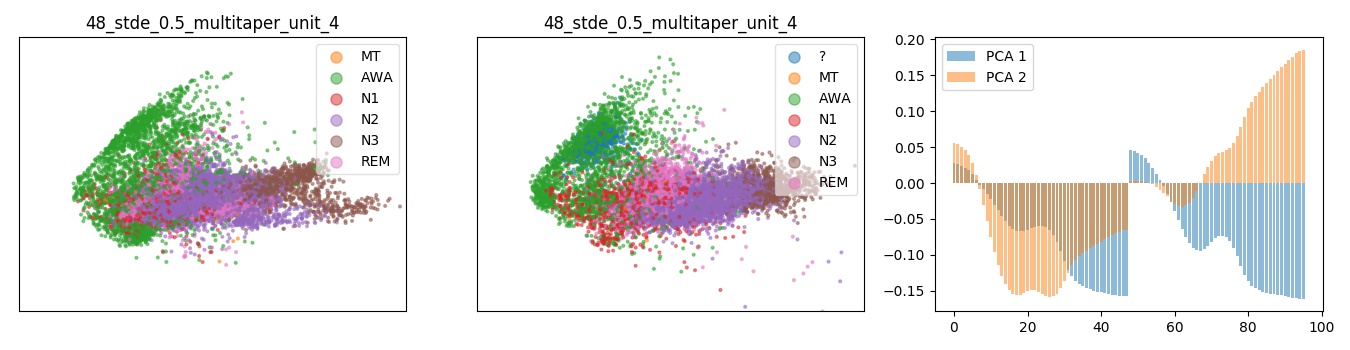 48_stde_0.5_multitaper_unit_4
MT
AWA
N1
N2
N3
REM
48_stde_0.5_multitaper_unit_4
?
MT
AWA
N1
N2
N3
REM
PCA 1
PCA 2
0.20
0.15
0.10
0.05
0.00
−0.05
−0.10
−0.15
0
20
40
60
80
100